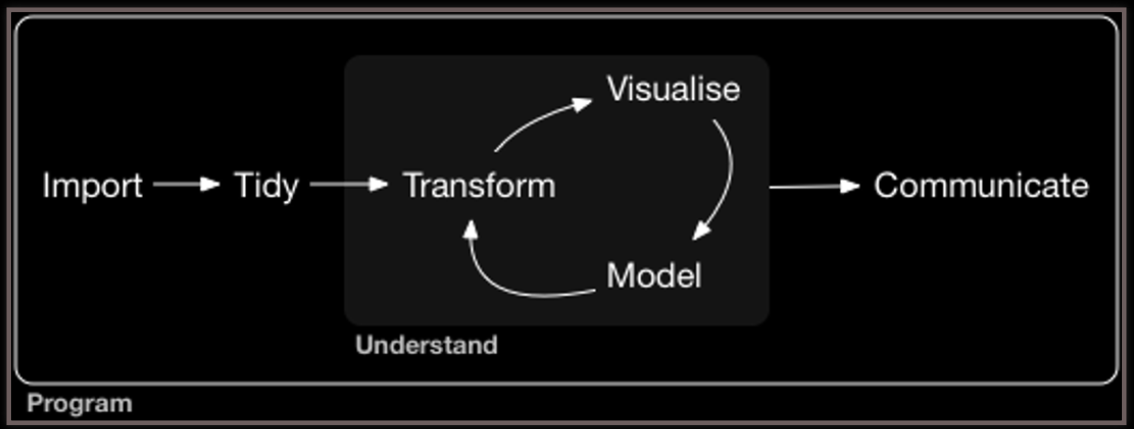 Visualise
Import Tidy Transform Communicate
Model
Understand
Program